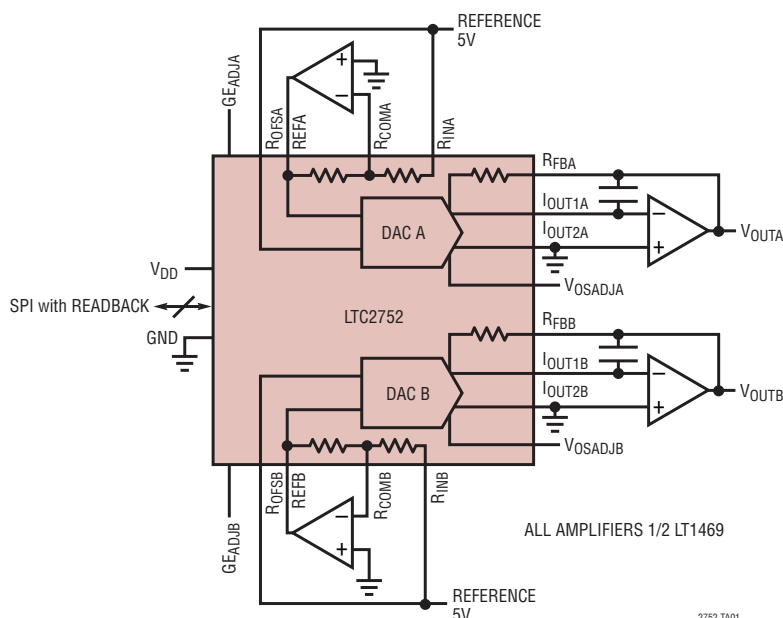 REFERENCE
5V
GEADJA
ROFSA
REFA
RCOMA
RINA
+
−
RFBA
IOUT1A
IOUT2A
−
+
VOUTA
DAC A
VOSADJA
VDD
SPI with READBACK
GND
LTC2752
RFBB
IOUT1B
IOUT2B
−
+
VOUTB
DAC B
VOSADJB
GEADJB
ROFSB
REFB
RCOMB
RINB
−
+
ALL AMPLIFIERS 1/2 LT1469
REFERENCE
5V
2752 TA01